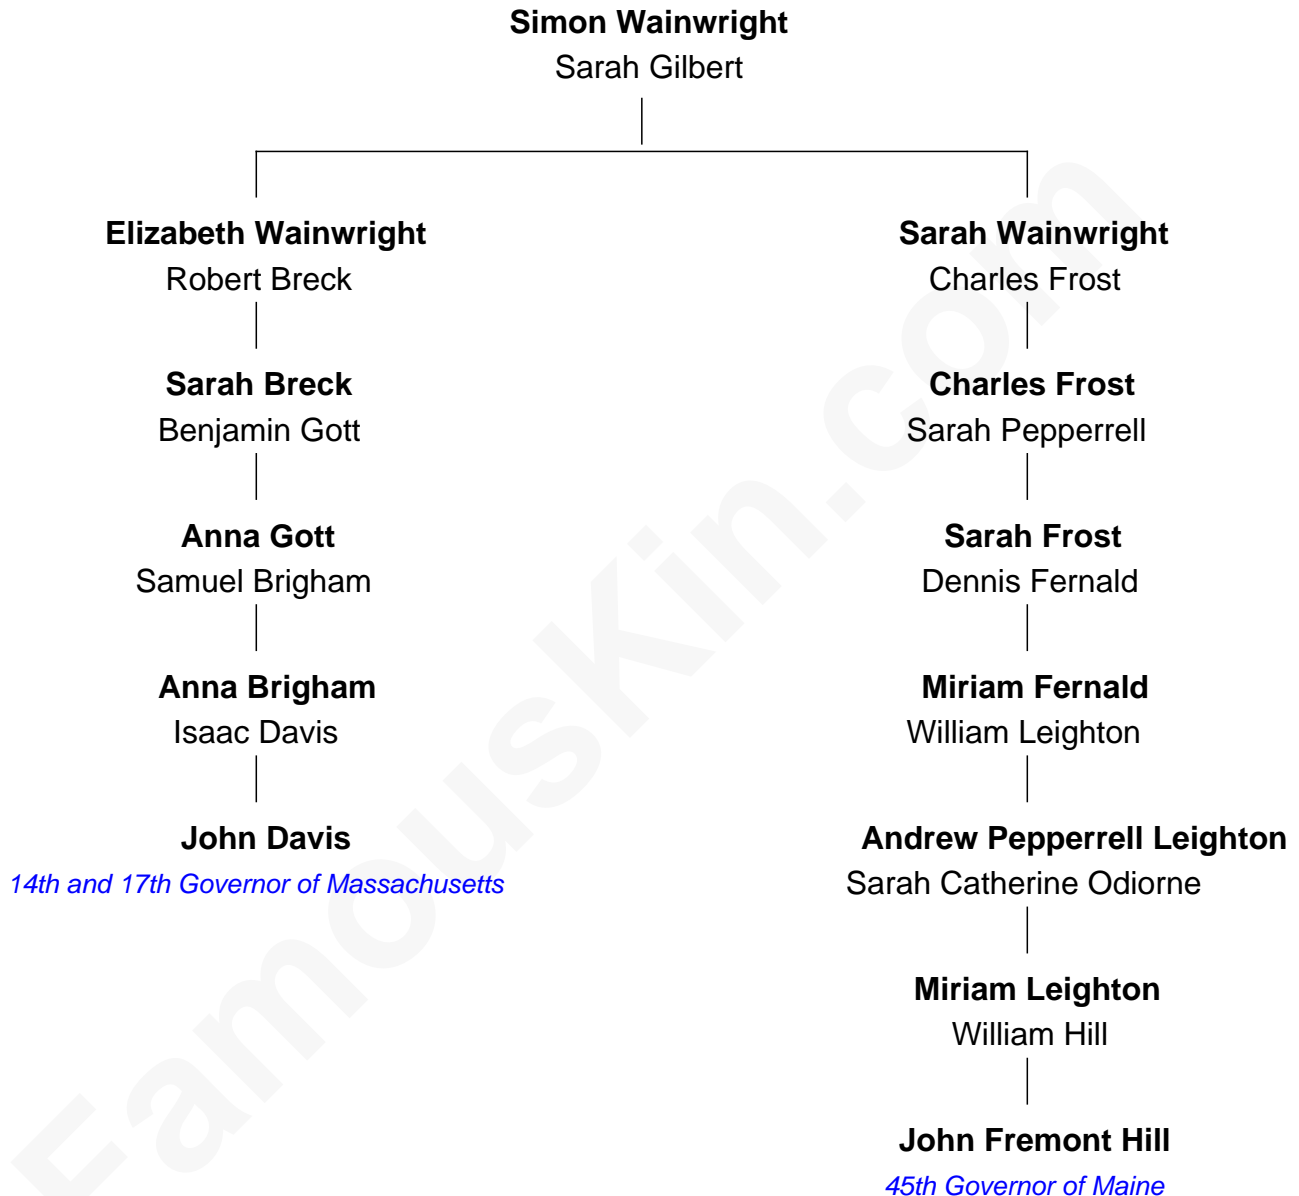 Simon Wainwright
Sarah Gilbert
Elizabeth Wainwright
Robert Breck
Sarah Breck
Benjamin Gott
Anna Gott
Samuel Brigham
Anna Brigham
Isaac Davis
John Davis
14th and 17th Governor of Massachusetts
Sarah Wainwright
Charles Frost
Charles Frost
Sarah Pepperrell
Sarah Frost
Dennis Fernald
Miriam Fernald
William Leighton
Andrew Pepperrell Leighton
Sarah Catherine Odiorne
Miriam Leighton
William Hill
John Fremont Hill
45th Governor of Maine
FamousKin.com